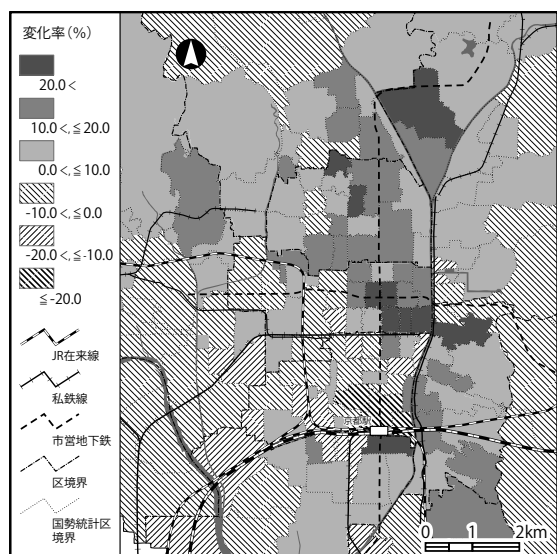 変化率（%）
20.0＜
10.0＜,≦20.0
0.0＜,≦10.0
-10.0＜,≦0.0
-20.0＜,≦-10.0
≦-20.0
JR在来線
私鉄線
市営地下鉄
区境界
国勢統計区
境界
京都駅
0 1 2km